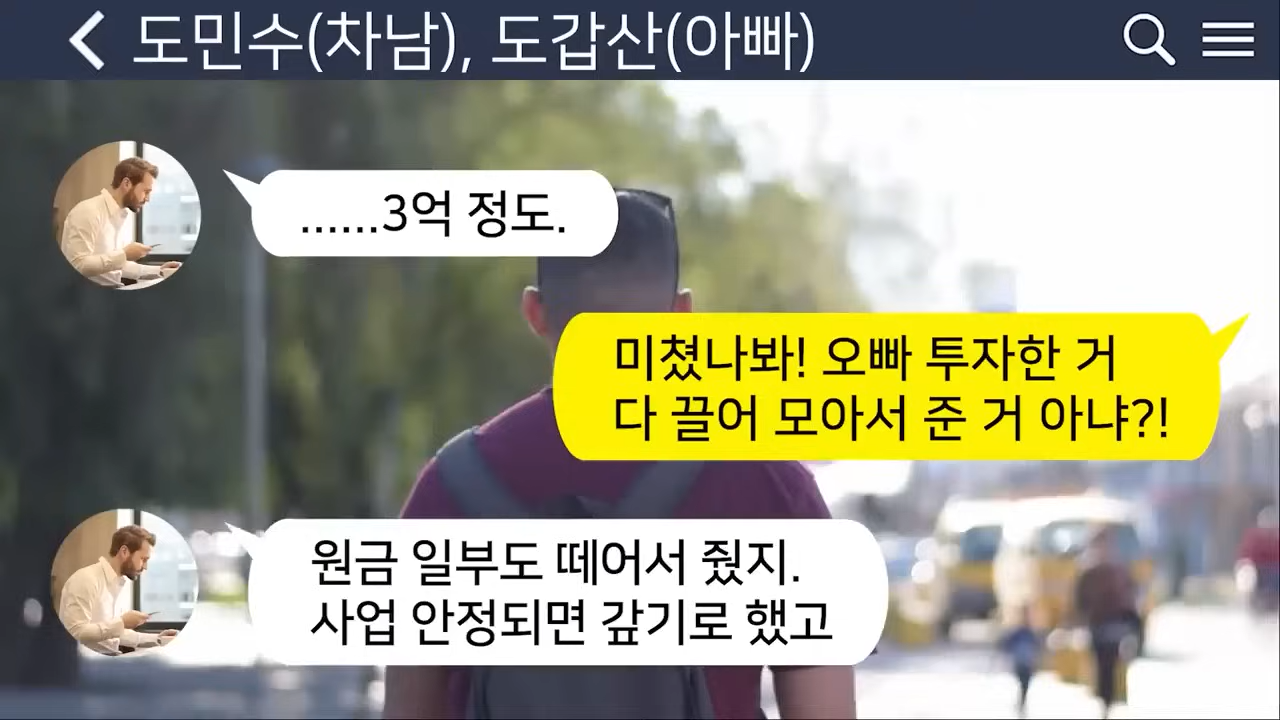 도민수(차남), 도갑산(아빠)
......3억 정도.
미쳤나봐! 오빠 투자한 거
다 끌어 모아서 준 거 아냐?!
원금 일부도 떼어서 줬지.
사업 안정되면 갚기로 했고